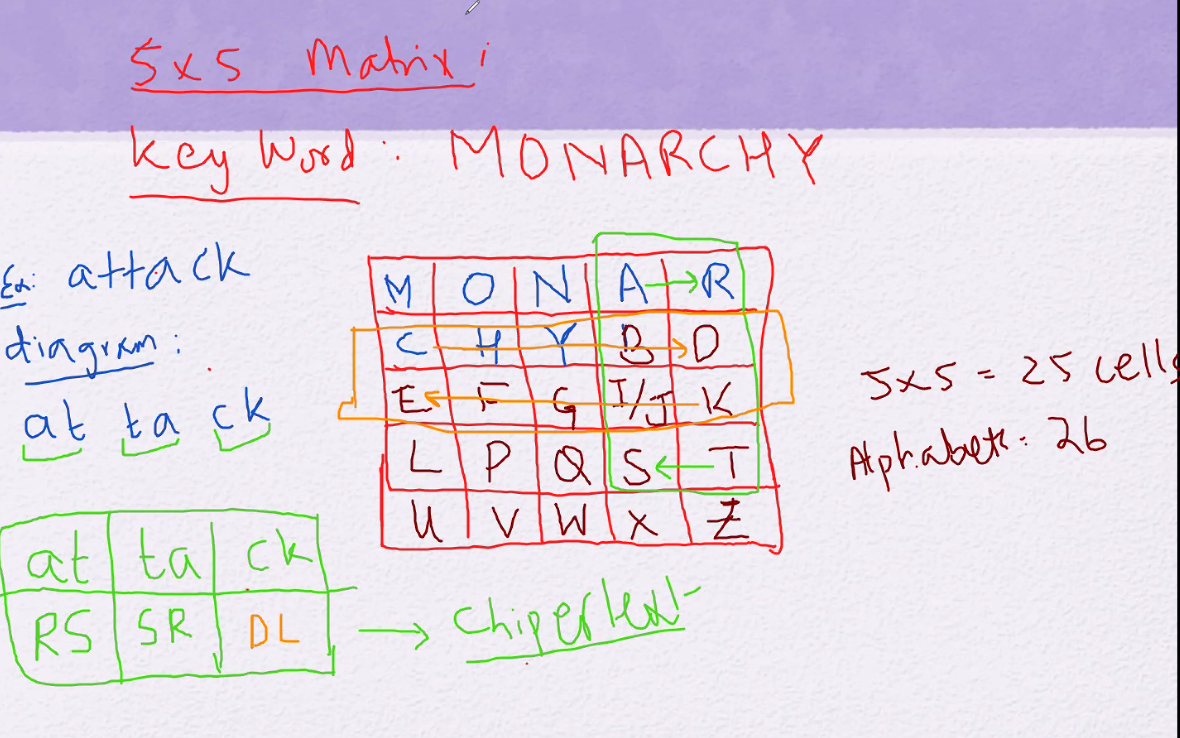 5x5 Matrix:
Key Word: MONARCHY
Ex: attack
diagram:
at ta ck
M O N A R
C H Y B D
E F G I/J K
L P Q S T
U V W X Z
5x5 = 25 cells
Alphabets: 26
at ta ck
RS SR DL
Chipertext